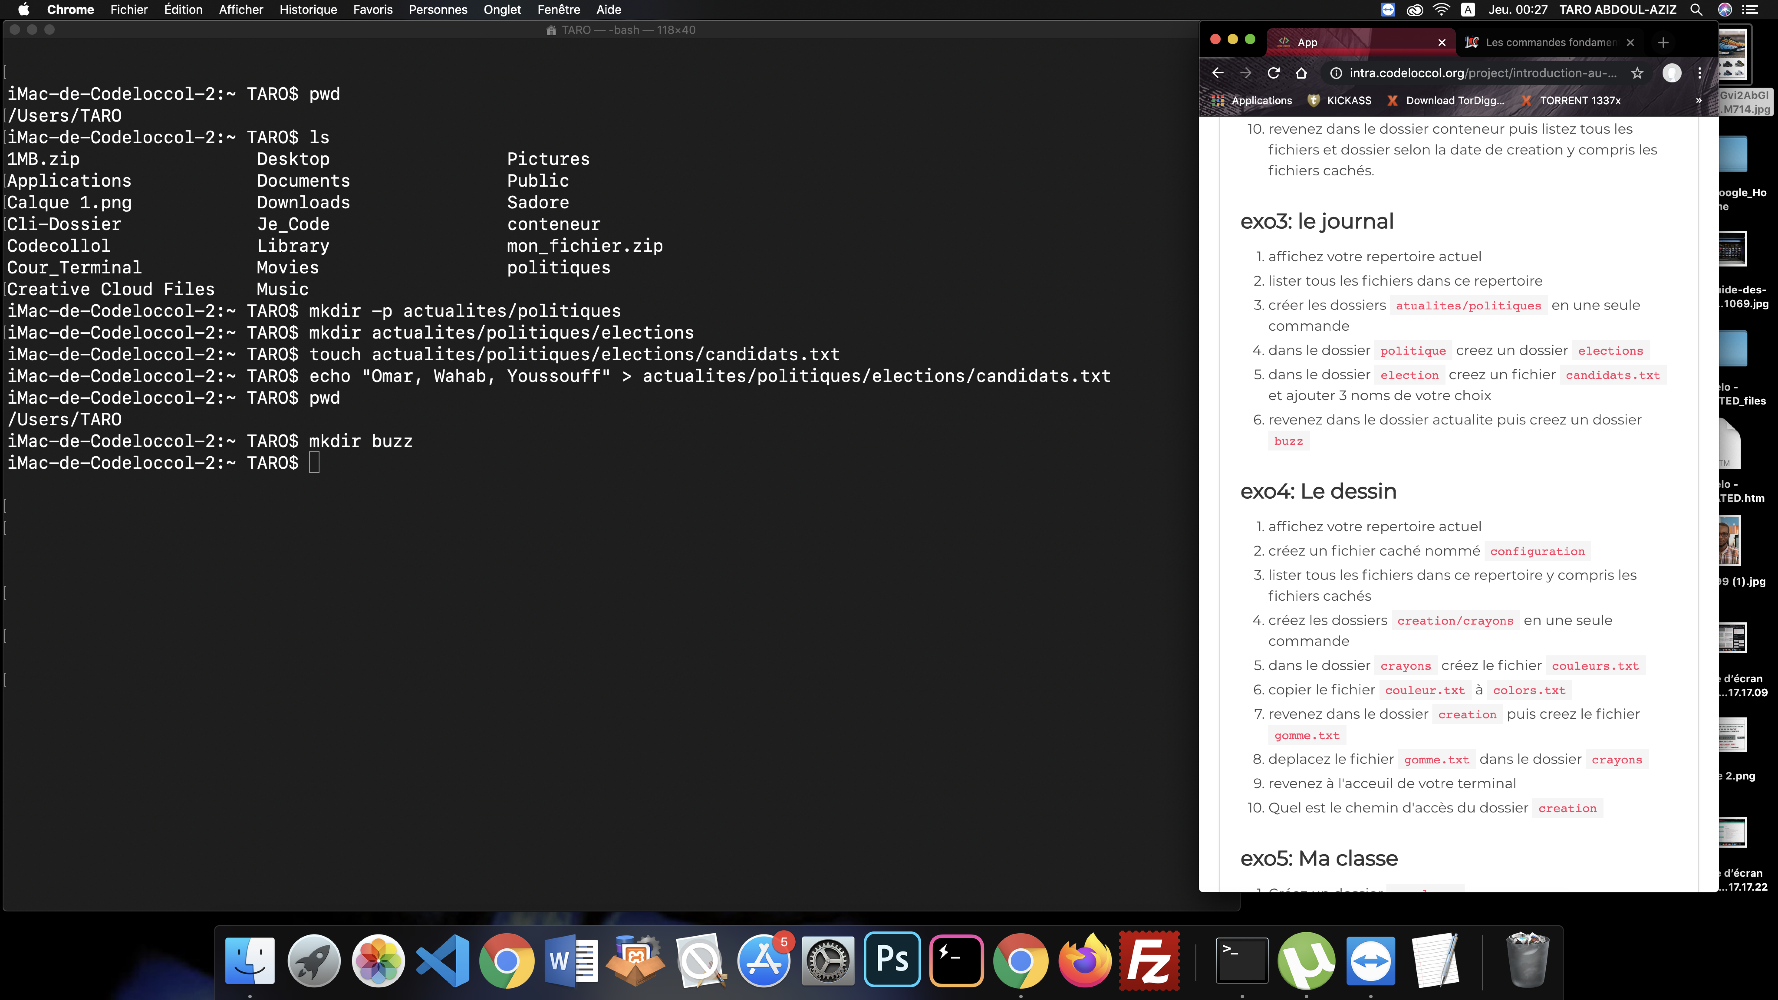 Chrome Fichier Édition Afficher Historique Favoris Personnes Onglet Fenêtre Aide
A Jeu. 00:27 TARO ABDOUL-AZIZ
TARO — -bash — 118×40
iMac-de-Codeloccol-2:~ TARO$ pwd
/Users/TARO
iMac-de-Codeloccol-2:~ TARO$ ls
1MB.zip Desktop Pictures
Applications Documents Public
Calque 1.png Downloads Sadore
Cli-Dossier Je_Code conteneur
Codecollol Library mon_fichier.zip
Cour_Terminal Movies politiques
Creative Cloud Files Music
iMac-de-Codeloccol-2:~ TARO$ mkdir -p actualites/politiques
iMac-de-Codeloccol-2:~ TARO$ mkdir actualites/politiques/elections
iMac-de-Codeloccol-2:~ TARO$ touch actualites/politiques/elections/candidats.txt
iMac-de-Codeloccol-2:~ TARO$ echo "Omar, Wahab, Youssouff" > actualites/politiques/elections/candidats.txt
iMac-de-Codeloccol-2:~ TARO$ pwd
/Users/TARO
iMac-de-Codeloccol-2:~ TARO$ mkdir buzz
iMac-de-Codeloccol-2:~ TARO$
App Les commandes fondamen
intra.codeloccol.org/project/introduction-au-...
Applications KICKASS Download TorDigg... TORRENT 1337x »
10. revenez dans le dossier conteneur puis listez tous les
fichiers et dossier selon la date de creation y compris les
fichiers cachés.
exo3: le journal
1. affichez votre repertoire actuel
2. lister tous les fichiers dans ce repertoire
3. créer les dossiers atualites/politiques en une seule
commande
4. dans le dossier politique creez un dossier elections
5. dans le dossier election creez un fichier candidats.txt
et ajouter 3 noms de votre choix
6. revenez dans le dossier actualite puis creez un dossier
buzz
exo4: Le dessin
1. affichez votre repertoire actuel
2. créez un fichier caché nommé configuration
3. lister tous les fichiers dans ce repertoire y compris les
fichiers cachés
4. créez les dossiers creation/crayons en une seule
commande
5. dans le dossier crayons créez le fichier couleurs.txt
6. copier le fichier couleur.txt à colors.txt
7. revenez dans le dossier creation puis creez le fichier
gomme.txt
8. deplacez le fichier gomme.txt dans le dossier crayons
9. revenez à l'acceuil de votre terminal
10. Quel est le chemin d'accès du dossier creation
exo5: Ma classe
Gvi2AbGl
.M714.jpg
oogle_Ho
me
uide-des-
...1069.jpg
elo -
TED_files
TM
elo -
ATED.htm
99 (1).jpg
e d'écran
...17.17.09
e 2.png
e d'écran
...17.17.22
W
5
Ps
Fz